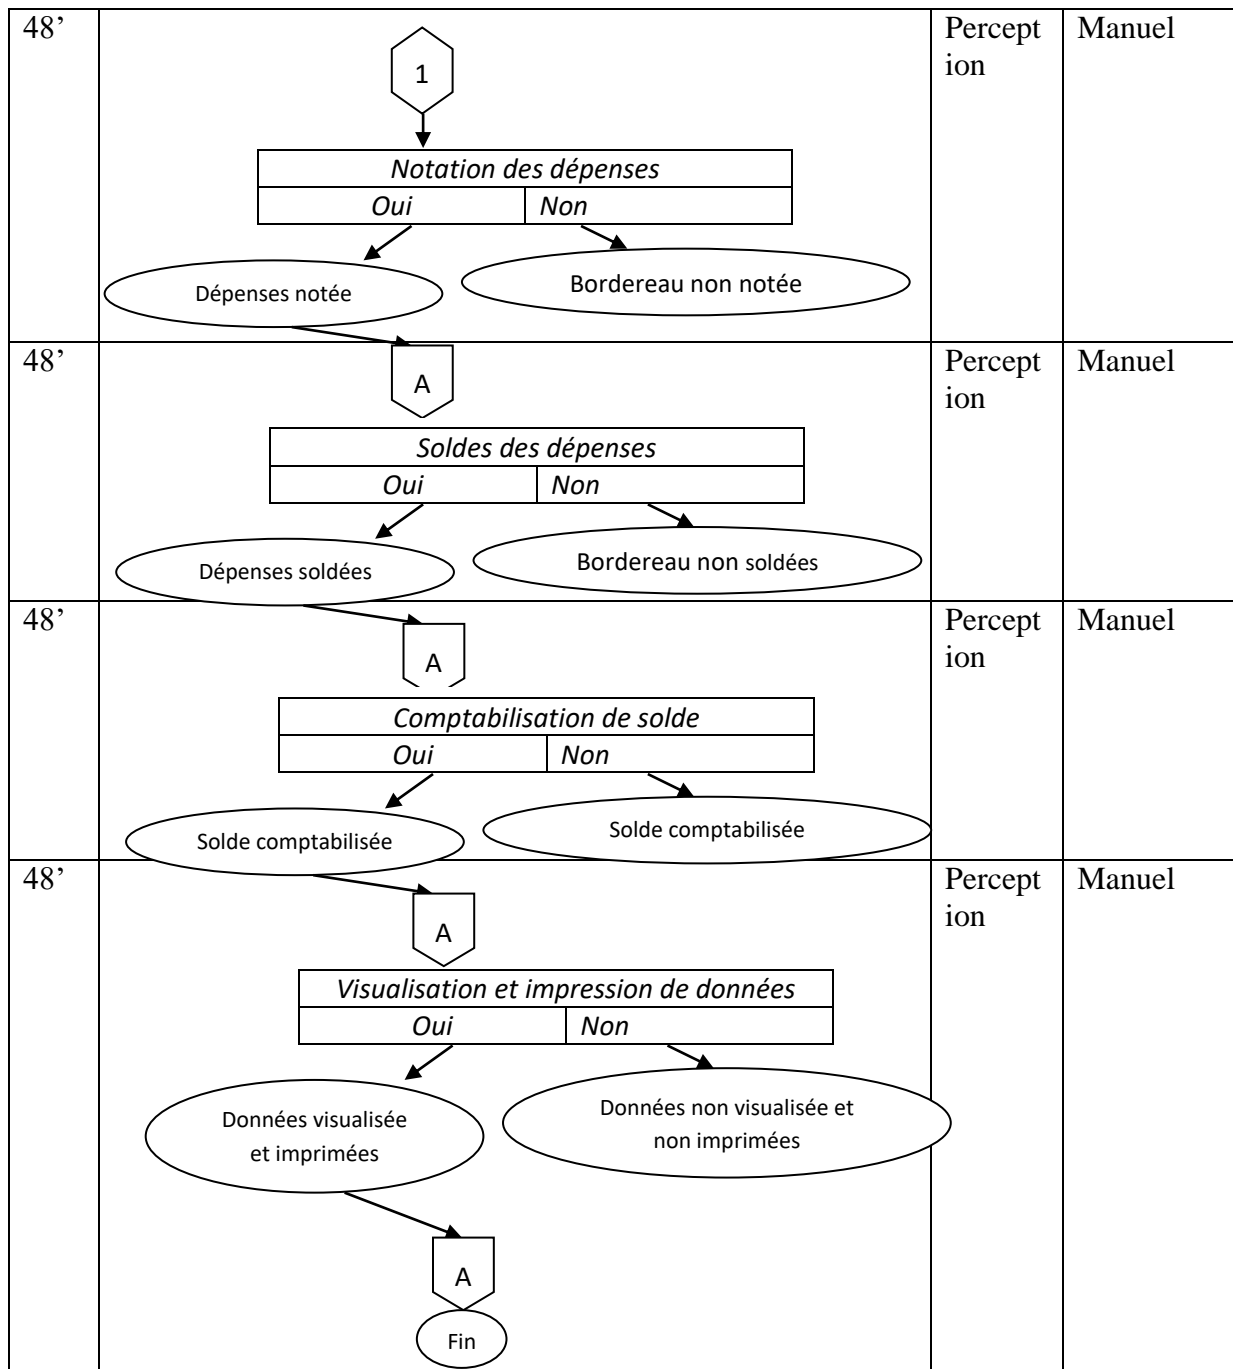 48’
1
Percept
ion
Manuel
Notation des dépenses
Oui
Non
Dépenses notée
Bordereau non notée
48’
A
Percept
ion
Manuel
Soldes des dépenses
Oui
Non
Dépenses soldées
Bordereau non soldées
48’
A
Percept
ion
Manuel
Comptabilisation de solde
Oui
Non
Solde comptabilisée
Solde comptabilisée
48’
A
Percept
ion
Manuel
Visualisation et impression de données
Oui
Non
Données visualisée
et imprimées
Données non visualisée et
non imprimées
A
Fin